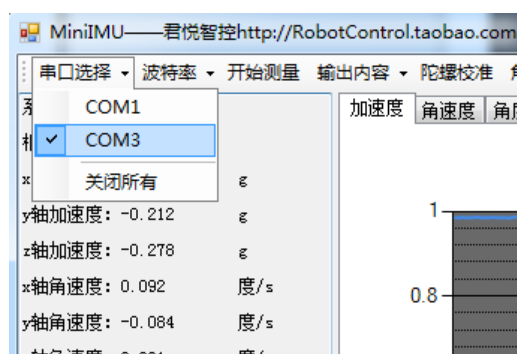 MiniIMU——君悦智控http://RobotControl.taobao.com
串口选择 波特率 开始测量 输出内容 陀螺校准
COM1
COM3
关闭所有
加速度 角速度
g
y轴加速度: -0.212 g
z轴加速度: -0.278 g
x轴角速度: 0.092 度/s
y轴角速度: -0.084 度/s
1
0.8